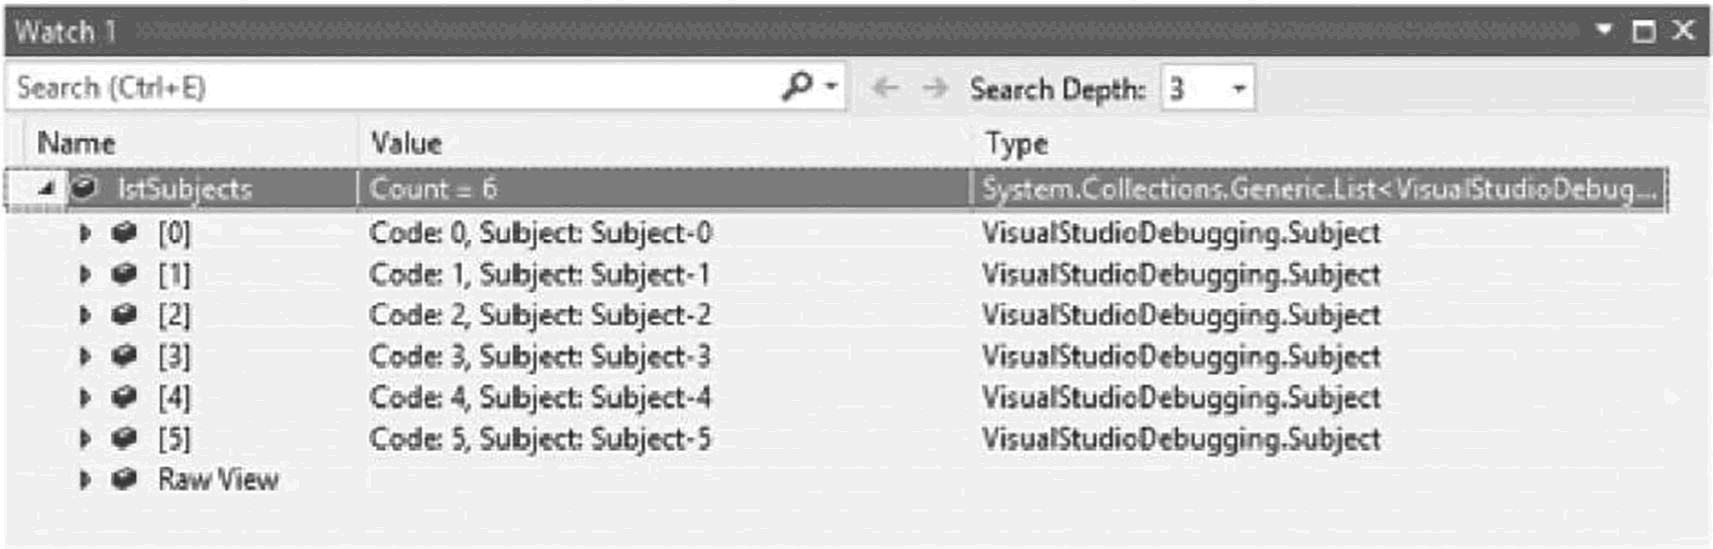 Watch 1
Search (Ctrl+E) Search Depth: 3
Name Value Type
lstSubjects Count = 6 System.Collections.Generic.List<VisualStudioDebug...
[0] Code: 0, Subject: Subject-0 VisualStudioDebugging.Subject
[1] Code: 1, Subject: Subject-1 VisualStudioDebugging.Subject
[2] Code: 2, Subject: Subject-2 VisualStudioDebugging.Subject
[3] Code: 3, Subject: Subject-3 VisualStudioDebugging.Subject
[4] Code: 4, Subject: Subject-4 VisualStudioDebugging.Subject
[5] Code: 5, Subject: Subject-5 VisualStudioDebugging.Subject
Raw View